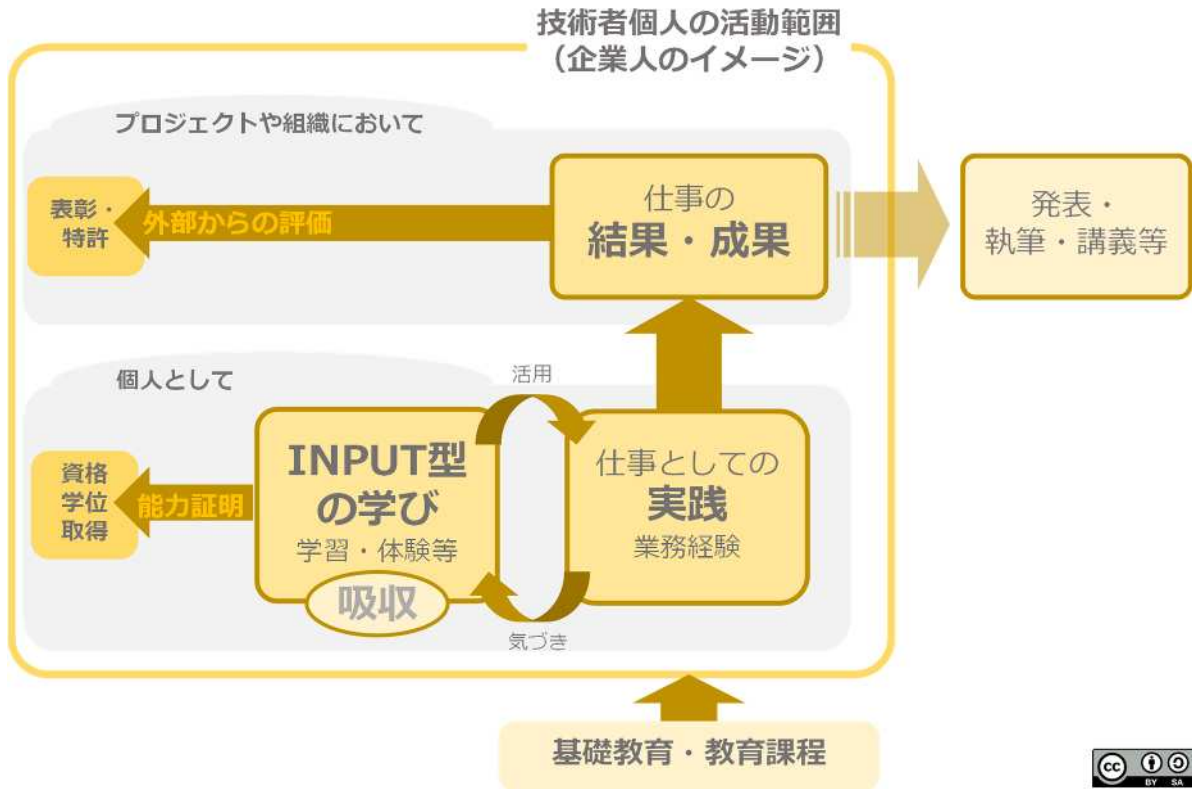 技術者個人の活動範囲
（企業人のイメージ）
プロジェクトや組織において
表彰・
特許
外部からの評価
仕事の
結果・成果
発表・
執筆・講義等
個人として
活用
資格
学位
取得
能力証明
INPUT型
の学び
学習・体験等
吸収
仕事としての
実践
業務経験
気づき
基礎教育・教育課程
cc
BY SA